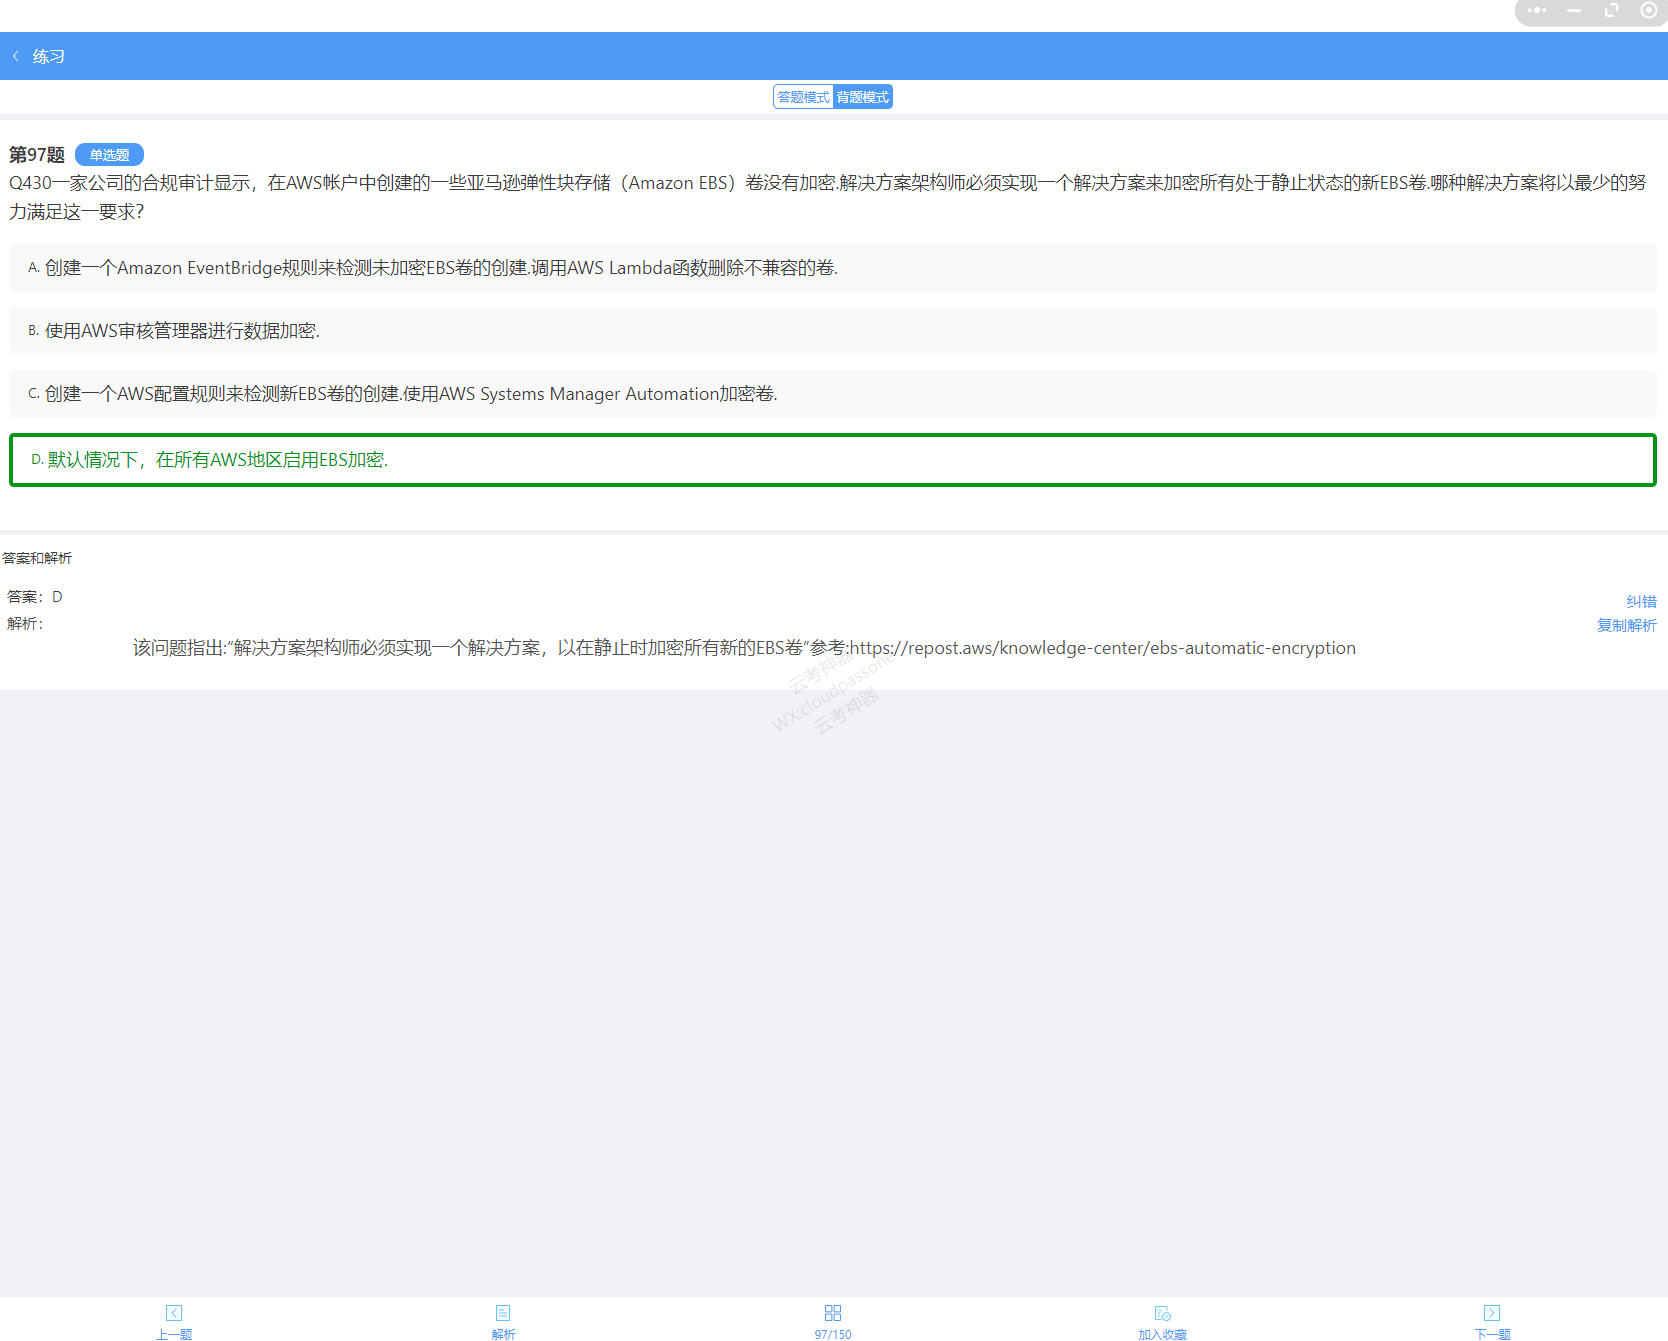 练习
答题模式 背题模式
第97题 单选题
Q430一家公司的合规审计显示，在AWS帐户中创建的一些亚马逊弹性块存储（Amazon EBS）卷没有加密.解决方案架构师必须实现一个解决方案来加密所有处于静止状态的新EBS卷.哪种解决方案将以最少的努
力满足这一要求？
A. 创建一个Amazon EventBridge规则来检测未加密EBS卷的创建.调用AWS Lambda函数删除不兼容的卷.
B. 使用AWS审核管理器进行数据加密.
C. 创建一个AWS配置规则来检测新EBS卷的创建.使用AWS Systems Manager Automation加密卷.
D. 默认情况下，在所有AWS地区启用EBS加密.
答案和解析
答案：D
纠错
解析：
复制解析
该问题指出:“解决方案架构师必须实现一个解决方案，以在静止时加密所有新的EBS卷”参考:https://repost.aws/knowledge-center/ebs-automatic-encryption
云考神器
WX:cloudpassone
云考神器
上一题 解析 97/150 加入收藏 下一题